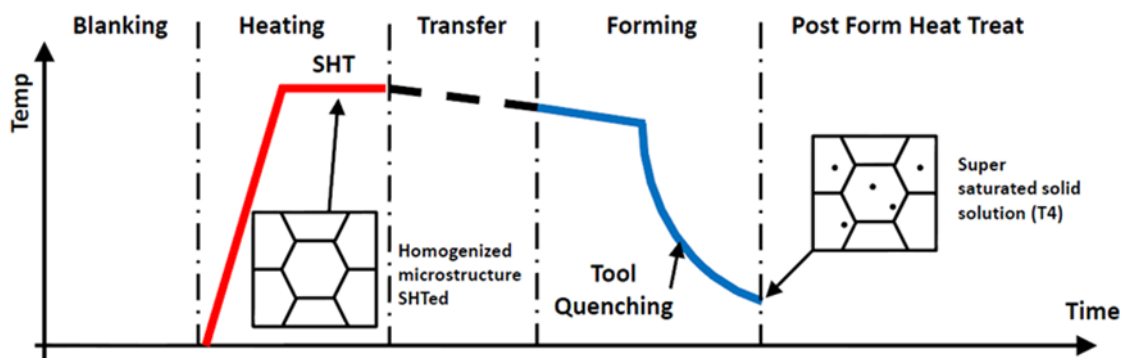 Blanking
Heating
Transfer
Forming
Post Form Heat Treat
SHT
Temp
Homogenized
microstructure
SHTed
Tool
Quenching
Super
saturated solid
solution (T4)
Time